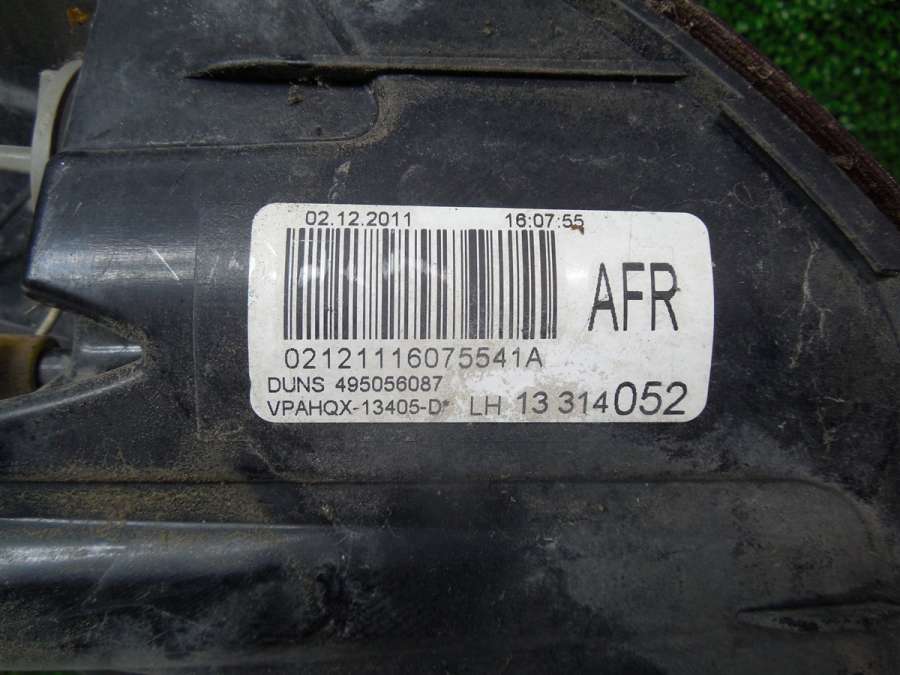 02.12.2011 16:07:55
AFR
02121116075541A
DUNS 495056087
VPAHQX-13405-D* LH 13 314052